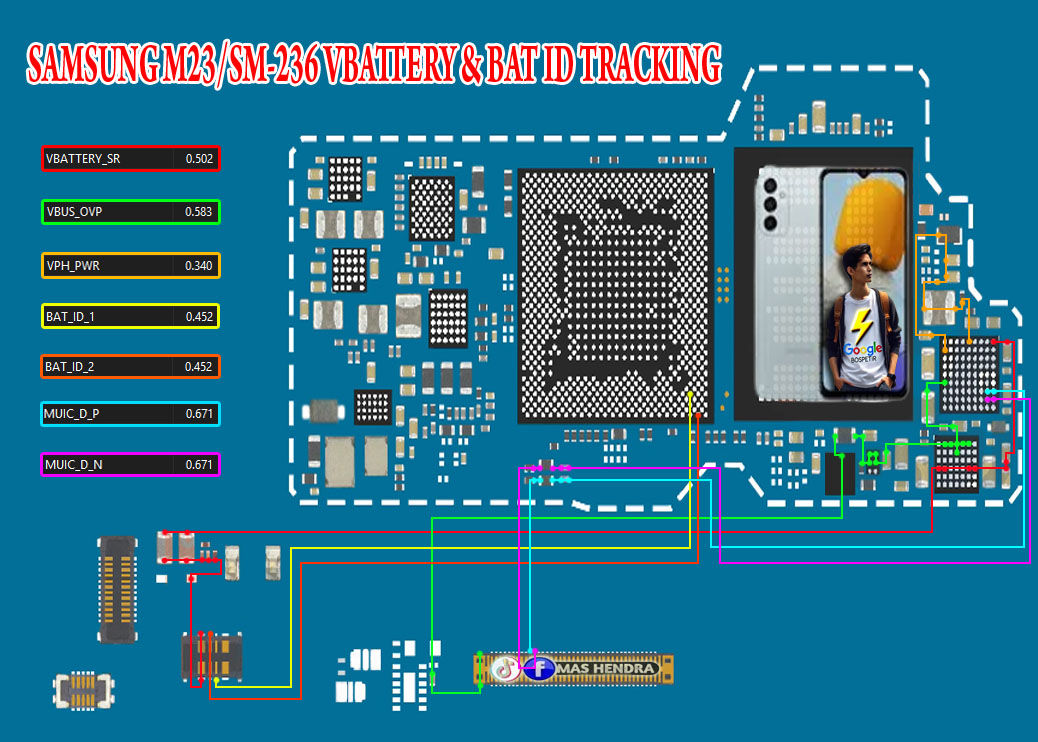 SAMSUNG M23/SM-236 VBATTERY & BAT ID TRACKING
VBATTERY_SR 0.502
VBUS_OVP 0.583
VPH_PWR 0.340
BAT_ID_1 0.452
BAT_ID_2 0.452
MUIC_D_P 0.671
MUIC_D_N 0.671
Google
BOSPETIR
f MAS HENDRA